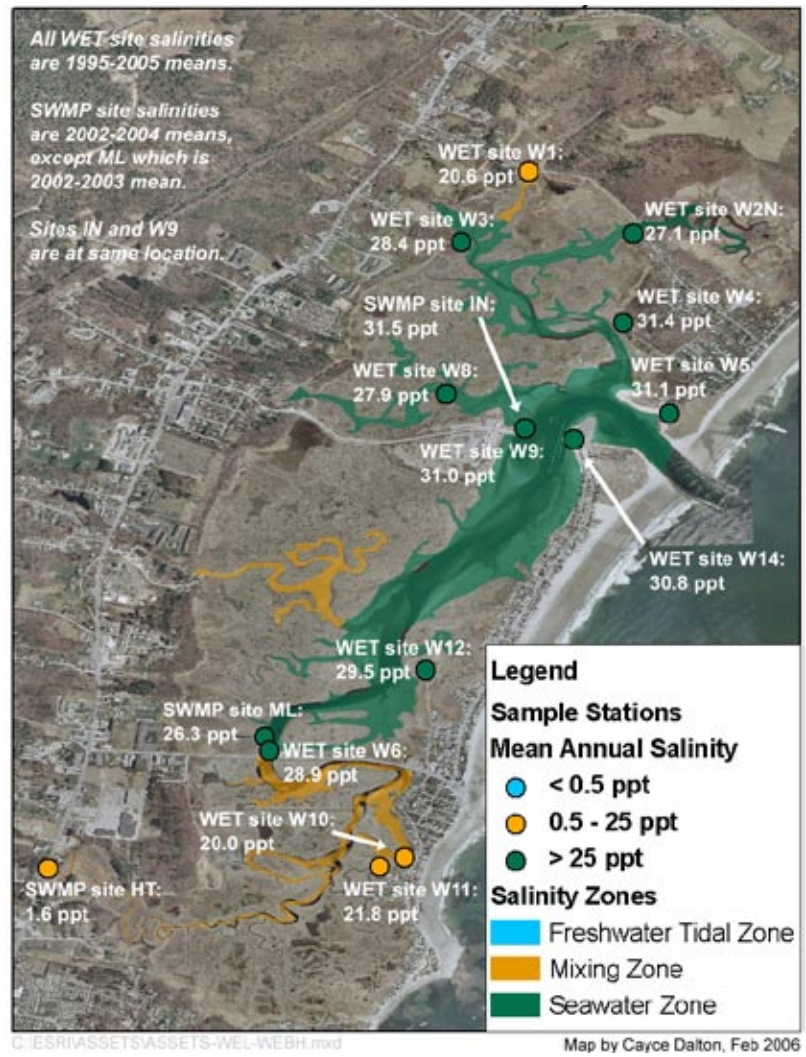 All WET site salinities
are 1995-2005 means.
SWMP site salinities
are 2002-2004 means,
except ML which is
2002-2003 mean.
Sites IN and W9
are at same location.
WET site W1:
20.6 ppt
WET site W3:
28.4 ppt
WET site W2N:
27.1 ppt
SWMP site IN:
31.5 ppt
WET site W4:
31.4 ppt
WET site W8:
27.9 ppt
WET site W5:
31.1 ppt
WET site W9:
31.0 ppt
WET site W14:
30.8 ppt
WET site W12:
29.5 ppt
SWMP site ML:
26.3 ppt
WET site W6:
28.9 ppt
WET site W10:
20.0 ppt
SWMP site HT:
1.6 ppt
WET site W11:
21.8 ppt
Legend
Sample Stations
Mean Annual Salinity
< 0.5 ppt
0.5 - 25 ppt
> 25 ppt
Salinity Zones
Freshwater Tidal Zone
Mixing Zone
Seawater Zone
C:\ESRI\ASSETS\ASSETS-WEL-WEBH.mxd
Map by Cayce Dalton, Feb 2006